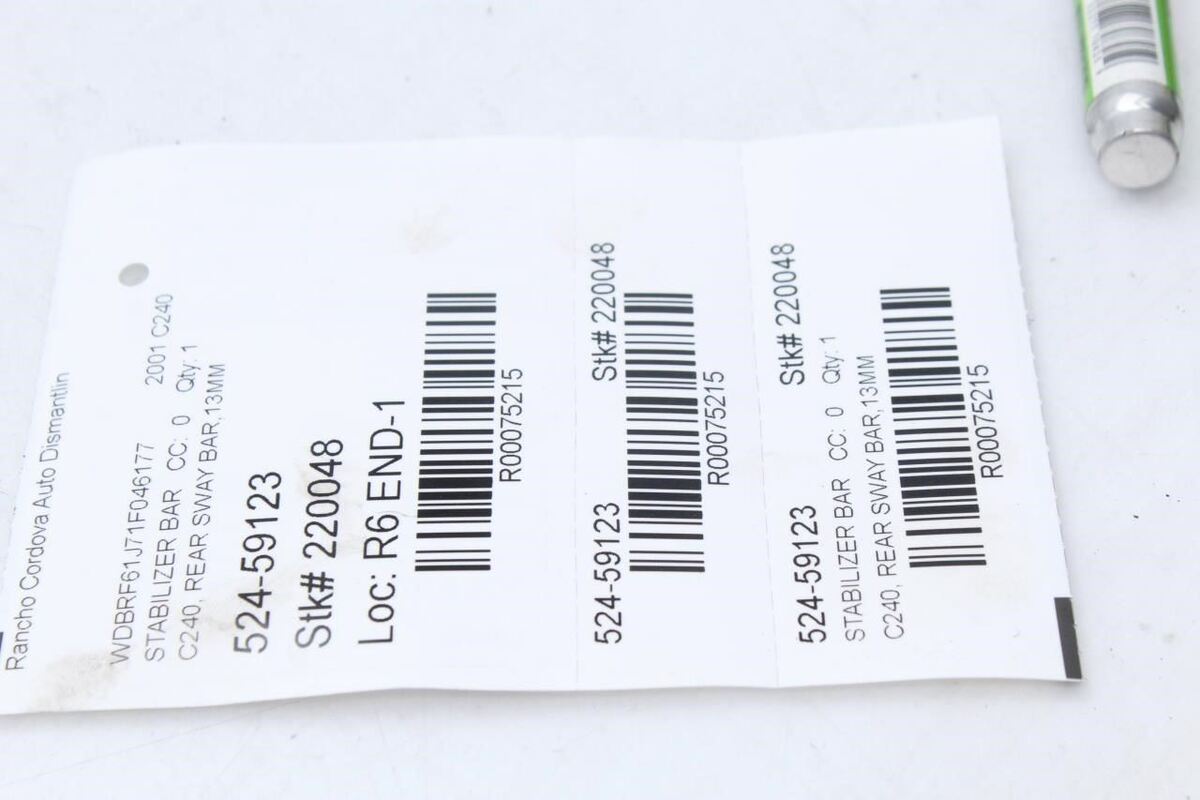 Rancho Cordova Auto Dismantlin
WDBRF61J71F046177 2001 C240
STABILIZER BAR CC: 0 Qty: 1
C240, REAR SWAY BAR,13MM
524-59123
Stk# 220048
Loc: R6 END-1
R00075215
524-59123 Stk# 220048
R00075215
524-59123 Stk# 220048
STABILIZER BAR CC: 0 Qty: 1
C240, REAR SWAY BAR,13MM
R00075215